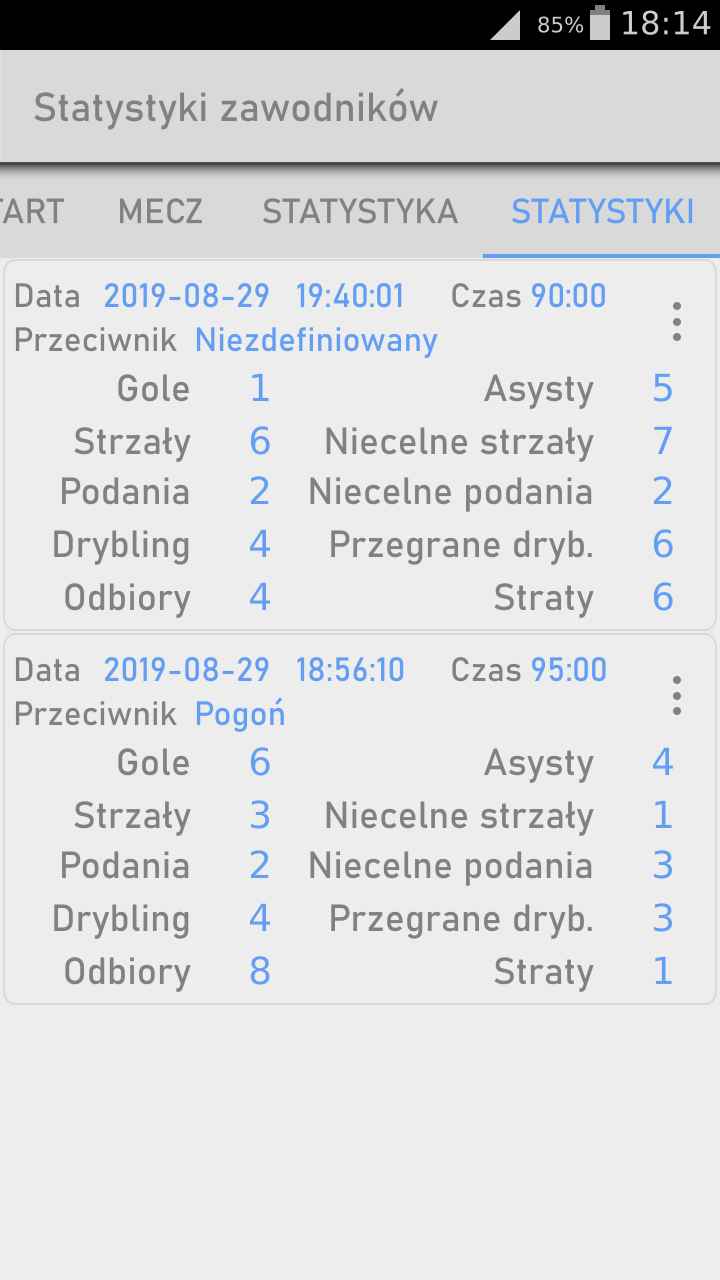 85% 18:14
Statystyki zawodników
TART MECZ STATYSTYKA STATYSTYKI
Data 2019-08-29 19:40:01 Czas 90:00
Przeciwnik Niezdefiniowany
Gole 1 Asysty 5
Strzały 6 Niecelne strzały 7
Podania 2 Niecelne podania 2
Drybling 4 Przegrane dryb. 6
Odbiory 4 Straty 6
Data 2019-08-29 18:56:10 Czas 95:00
Przeciwnik Pogoń
Gole 6 Asysty 4
Strzały 3 Niecelne strzały 1
Podania 2 Niecelne podania 3
Drybling 4 Przegrane dryb. 3
Odbiory 8 Straty 1